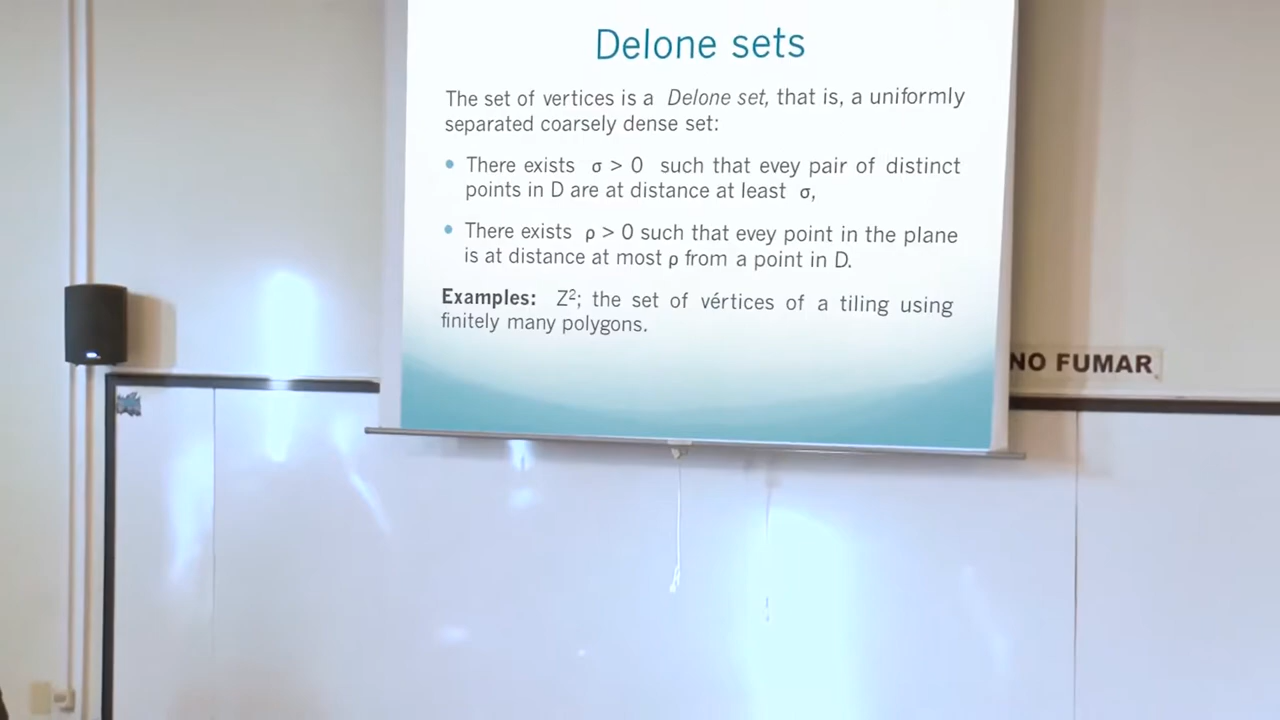 Delone sets
The set of vertices is a Delone set, that is, a uniformly
separated coarsely dense set:
• There exists σ > 0 such that evey pair of distinct
points in D are at distance at least σ,
• There exists ρ > 0 such that evey point in the plane
is at distance at most ρ from a point in D.
Examples: Z²; the set of vértices of a tiling using
finitely many polygons.
NO FUMAR